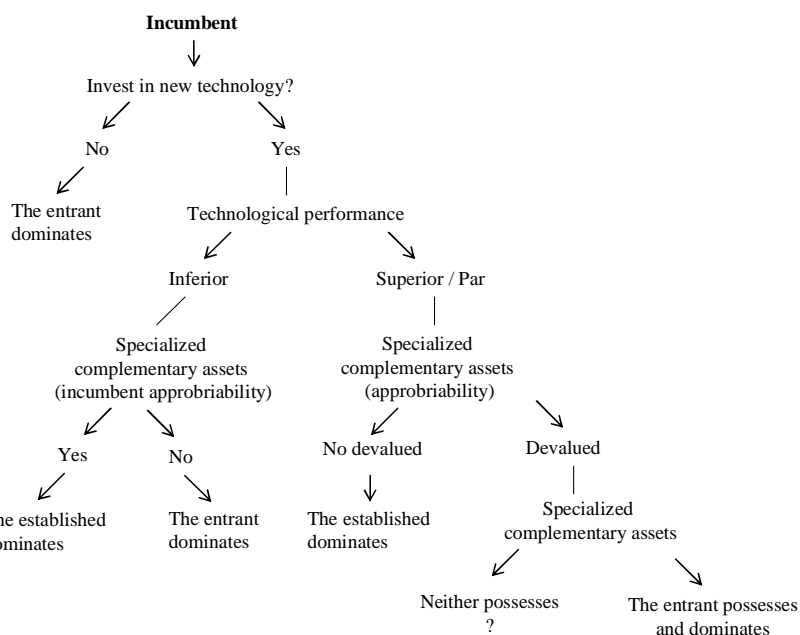 Incumbent
Invest in new technology?
No
Yes
The entrant
dominates
Technological performance
Inferior
Superior / Par
Specialized
complementary assets
(incumbent approbriability)
Specialized
complementary assets
(approbriability)
Yes
No
No devalued
Devalued
he established
ominates
The entrant
dominates
The established
dominates
Specialized
complementary assets
Neither possesses
?
The entrant possesses
and dominates